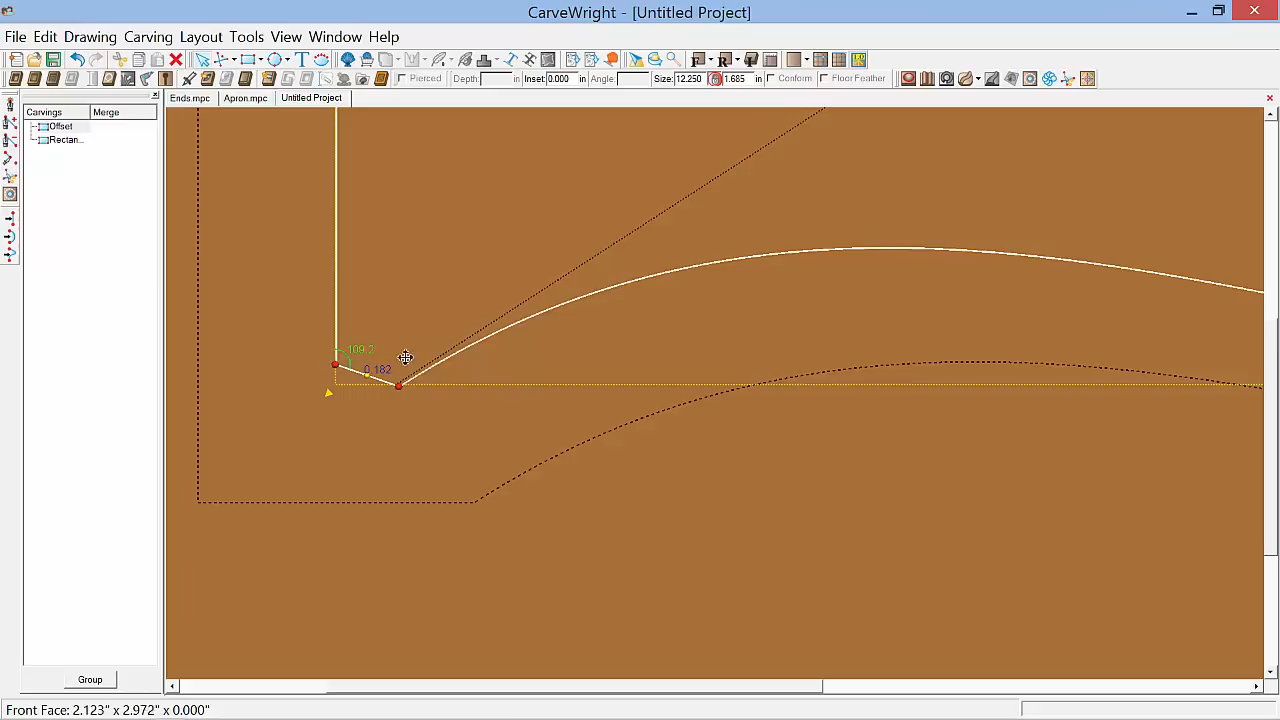 CarveWright - [Untitled Project]
File Edit Drawing Carving Layout Tools View Window Help
Pierced Depth: in Inset: 0.000 in Angle: Size: 12.250 1.685 in Conform Floor Feather
Ends.mpc Apron.mpc Untitled Project
Carvings Merge
Offset
Rectan...
109.2
0.182
Group
Front Face: 2.123" x 2.972" x 0.000"